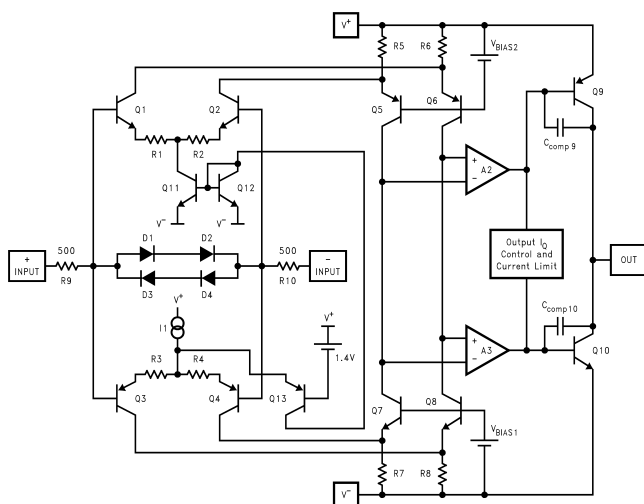 V+
R5
R6
VBIAS2
Q1
Q2
Q5
Q6
Q9
R1
R2
Ccomp9
+
A2
−
Q11
Q12
V−
V−
Output IQ
Control and
Current Limit
D1
D2
+
INPUT
500
R9
500
R10
−
INPUT
OUT
D3
D4
V+
I1
V+
1.4V
Ccomp10
+
A3
−
R3
R4
Q3
Q4
Q13
Q10
Q7
Q8
VBIAS1
R7
R8
V−